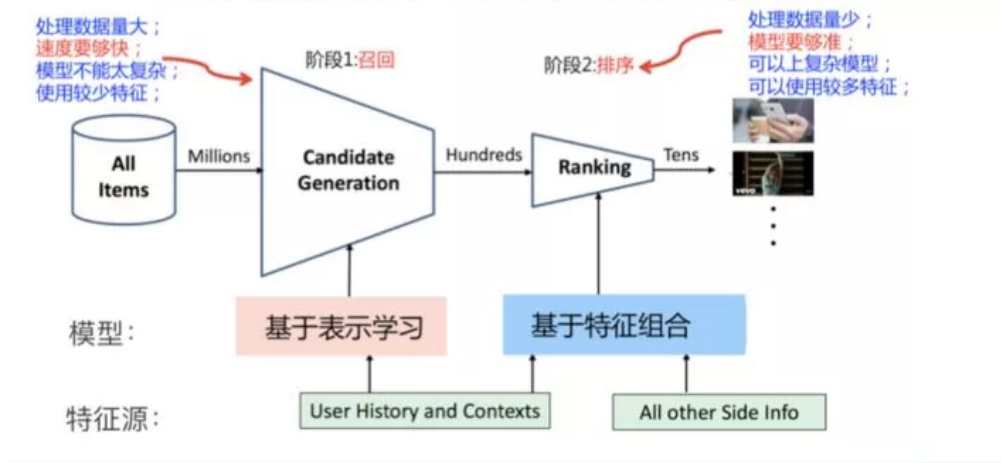 处理数据量大；
速度要够快；
模型不能太复杂；
使用较少特征；
阶段1:召回
阶段2:排序
处理数据量少；
模型要够准；
可以上复杂模型；
可以使用较多特征；
All
Items
Millions
Candidate
Generation
Hundreds
Ranking
Tens
vevo
模型:
基于表示学习
基于特征组合
特征源:
User History and Contexts
All other Side Info